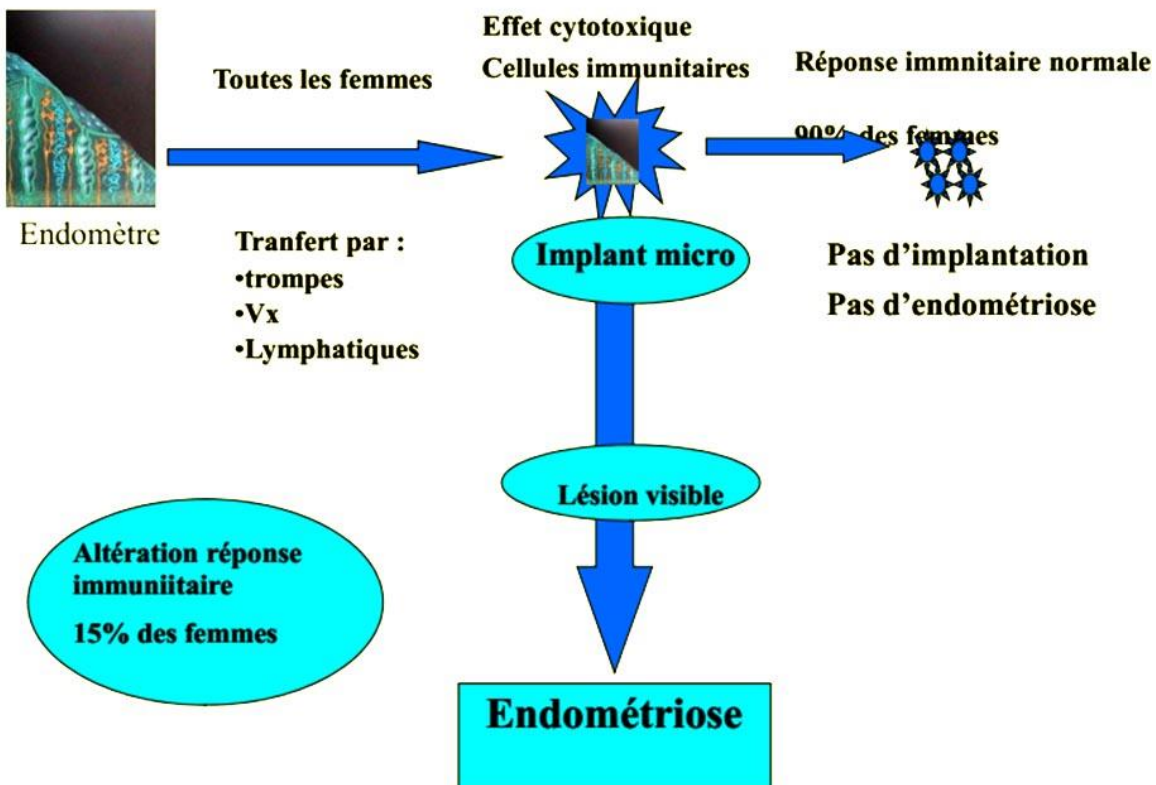 Effet cytotoxique
Cellules immunitaires
Réponse immnitaire normale
Toutes les femmes
90% des femmes
Endomètre
Tranfert par :
•trompes
•Vx
•Lymphatiques
Implant micro
Pas d’implantation
Pas d’endométriose
Lésion visible
Altération réponse
immuniitaire
15% des femmes
Endométriose